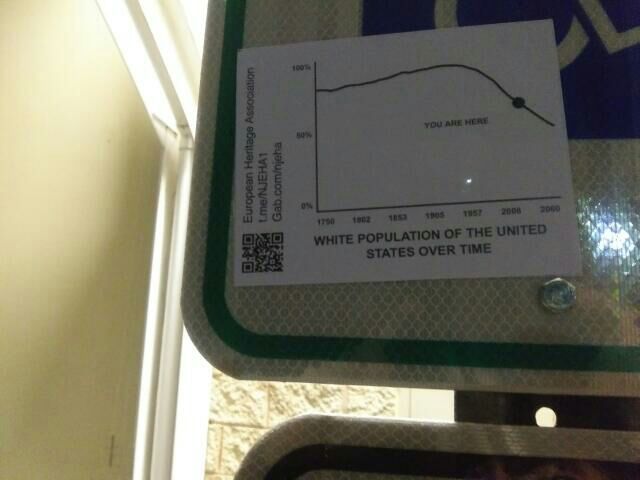 European Heritage Association
t.me/NJEHA1
Gab.com/njeha
100%
50%
0%
YOU ARE HERE
1750 1802 1853 1905 1957 2008 2060
WHITE POPULATION OF THE UNITED
STATES OVER TIME